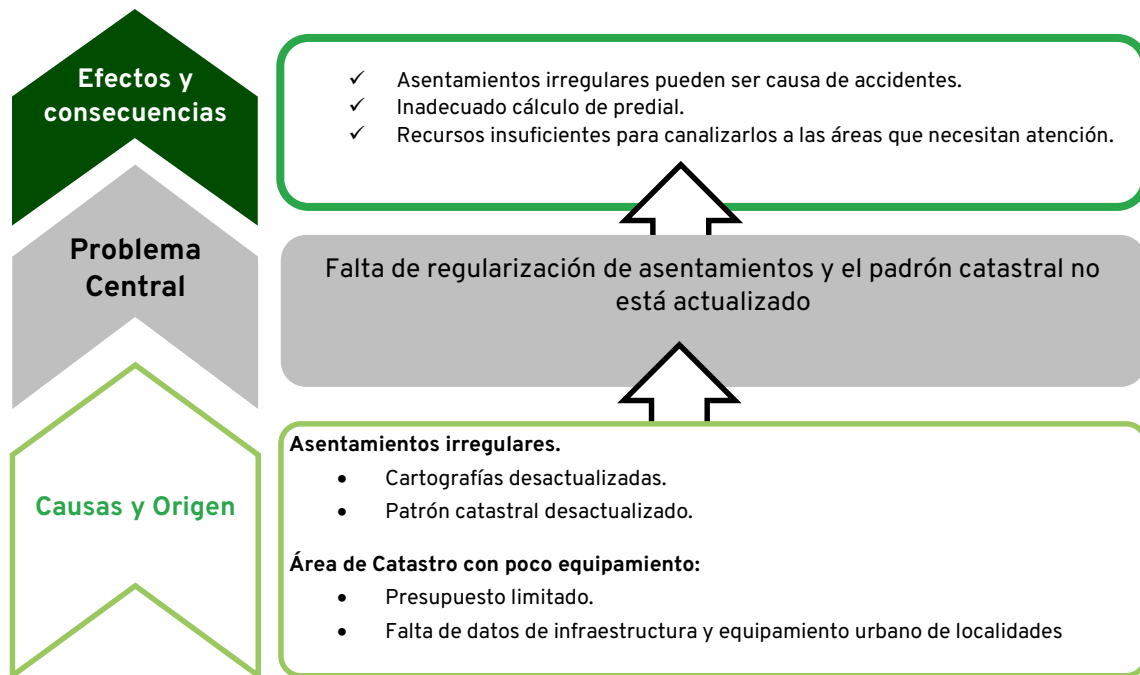 Efectos y
consecuencias
✓ Asentamientos irregulares pueden ser causa de accidentes.
✓ Inadecuado cálculo de predial.
✓ Recursos insuficientes para canalizarlos a las áreas que necesitan atención.
Problema
Central
Falta de regularización de asentamientos y el padrón catastral no
está actualizado
Causas y Origen
Asentamientos irregulares.
• Cartografías desactualizadas.
• Patrón catastral desactualizado.
Área de Catastro con poco equipamiento:
• Presupuesto limitado.
• Falta de datos de infraestructura y equipamiento urbano de localidades